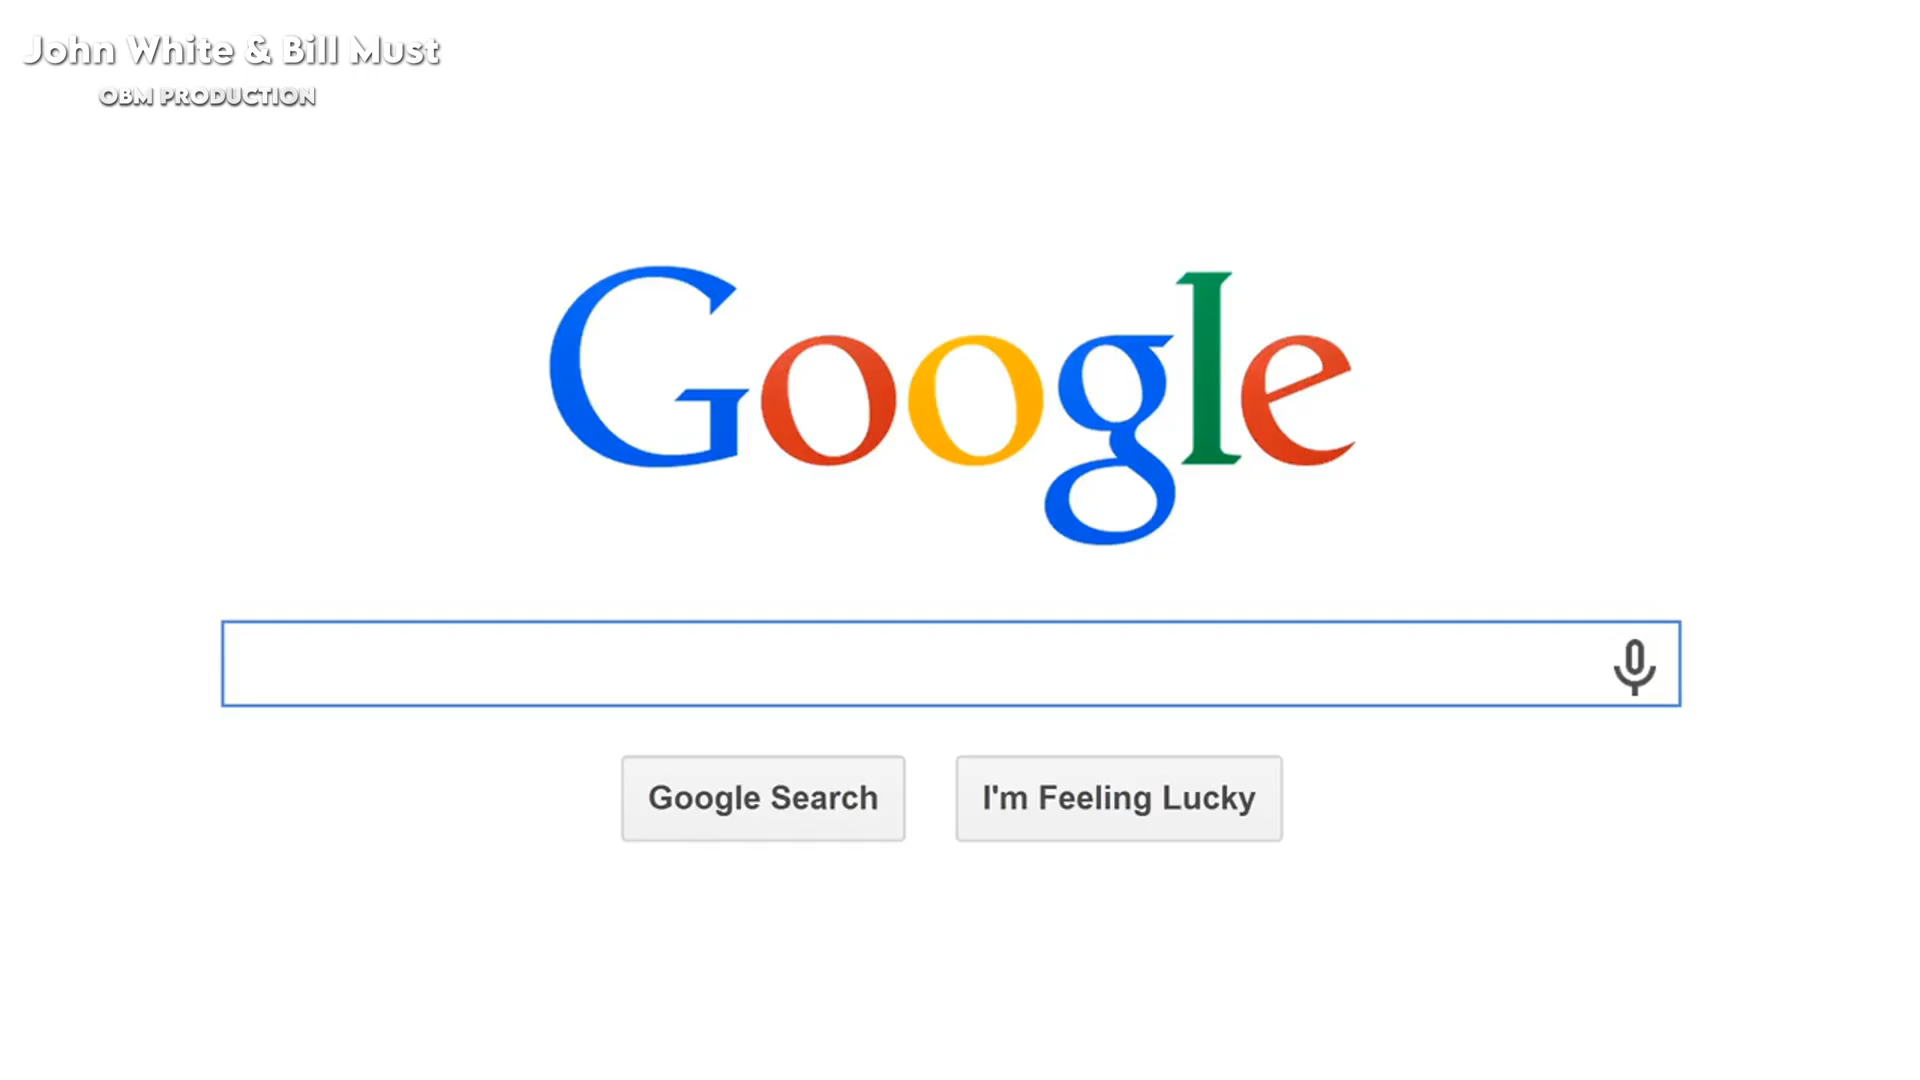 John White & Bill Must
OBM PRODUCTION
Google
Google Search
I'm Feeling Lucky